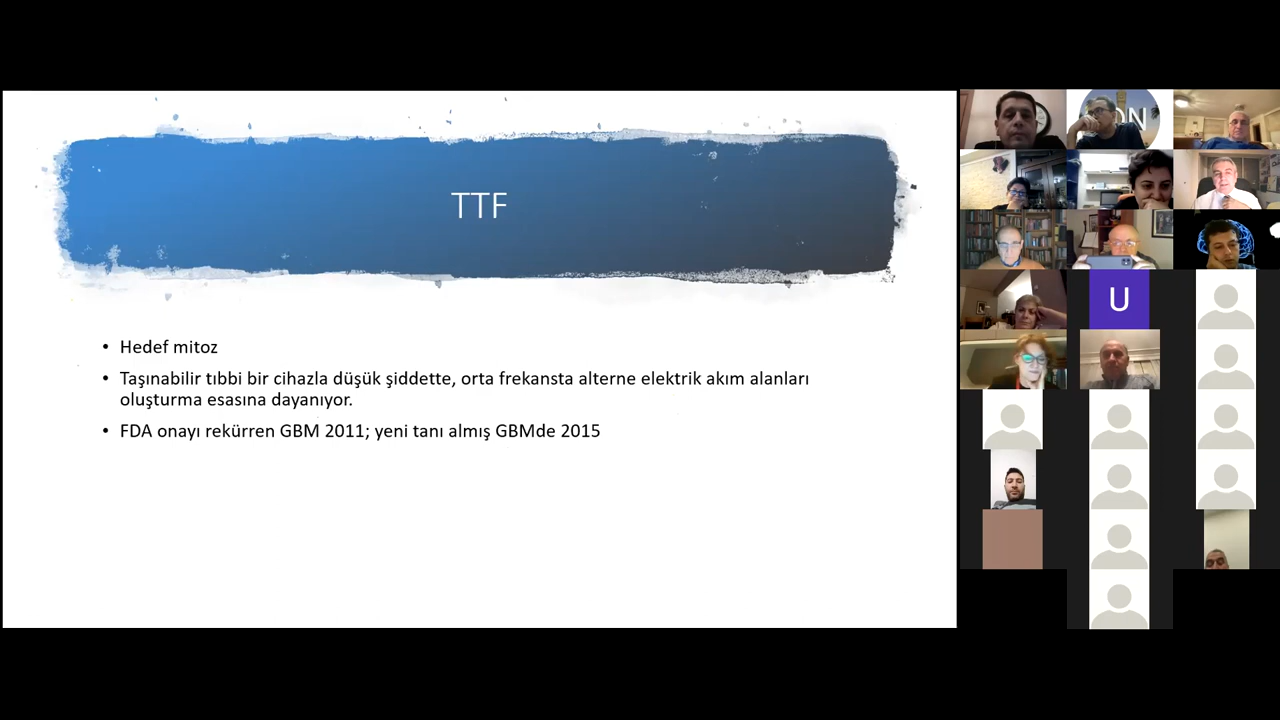 TTF
• Hedef mitoz
• Taşınabilir tıbbi bir cihazla düşük şiddette, orta frekansta alterne elektrik akım alanları
oluşturma esasına dayanıyor.
• FDA onayı rekürren GBM 2011; yeni tanı almış GBMde 2015
U